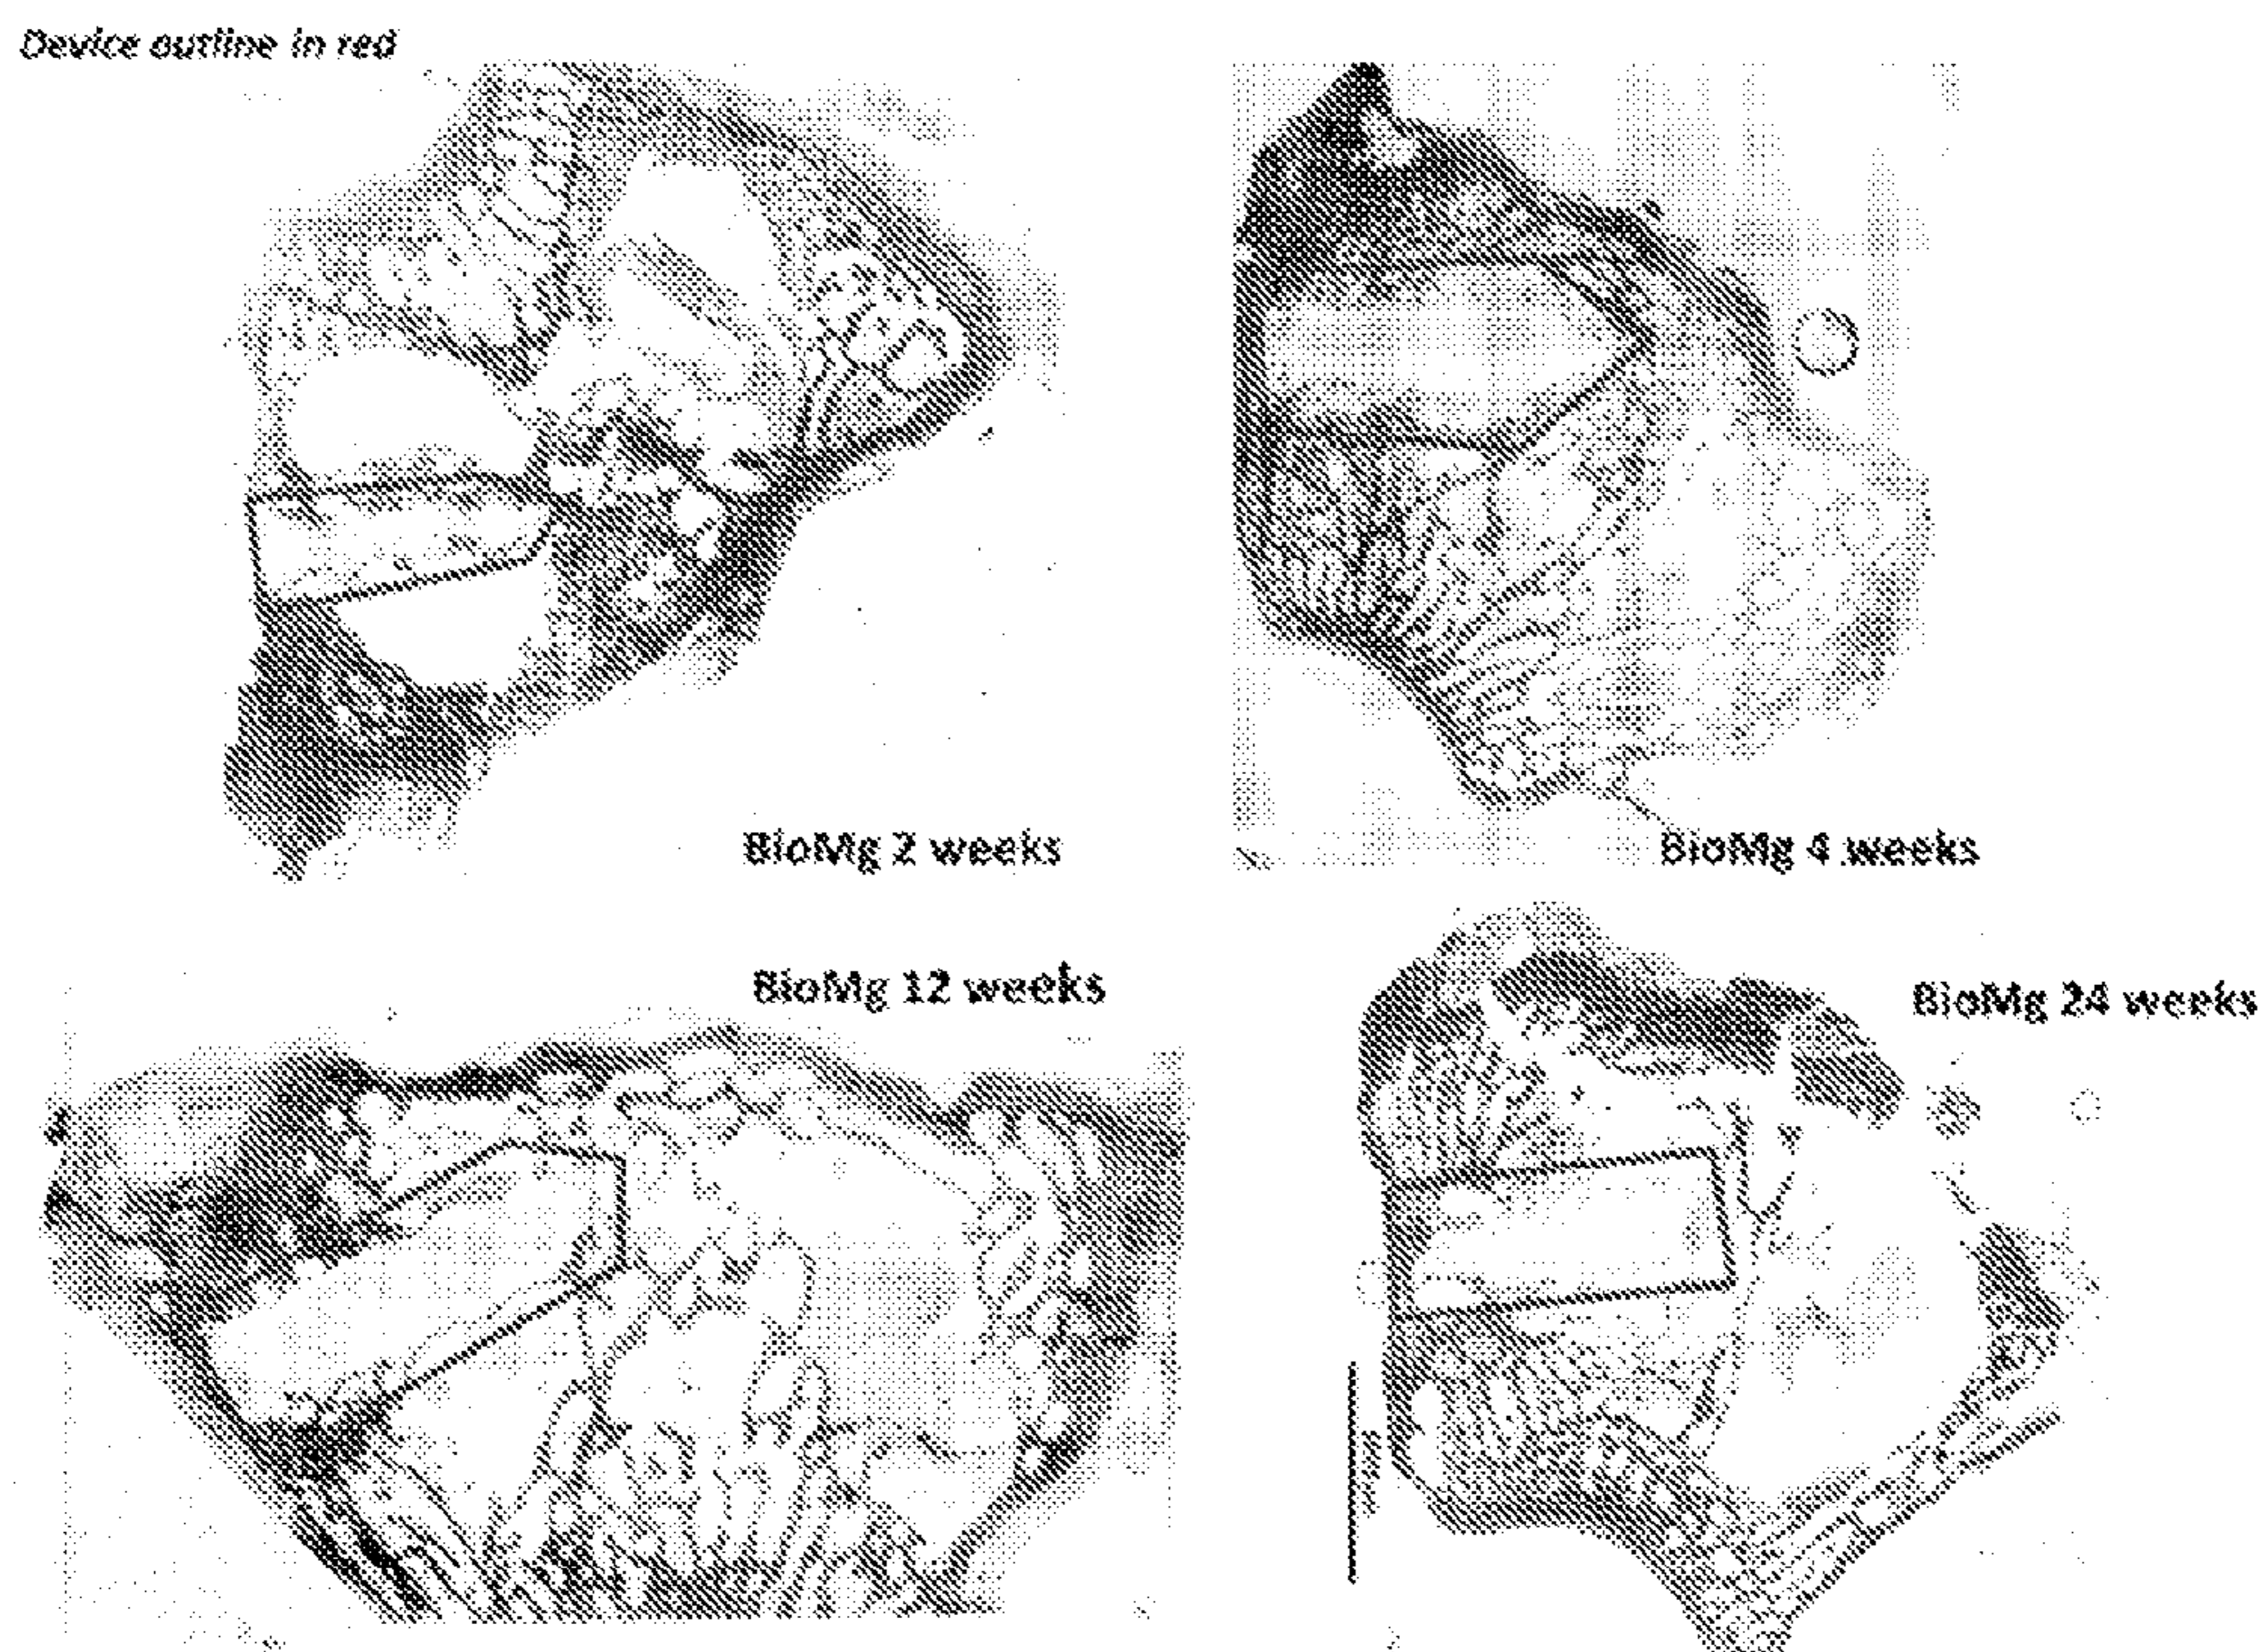 Device outline in red
BioMg 2 weeks
BioMg 4 weeks
BioMg 12 weeks
BioMg 24 weeks